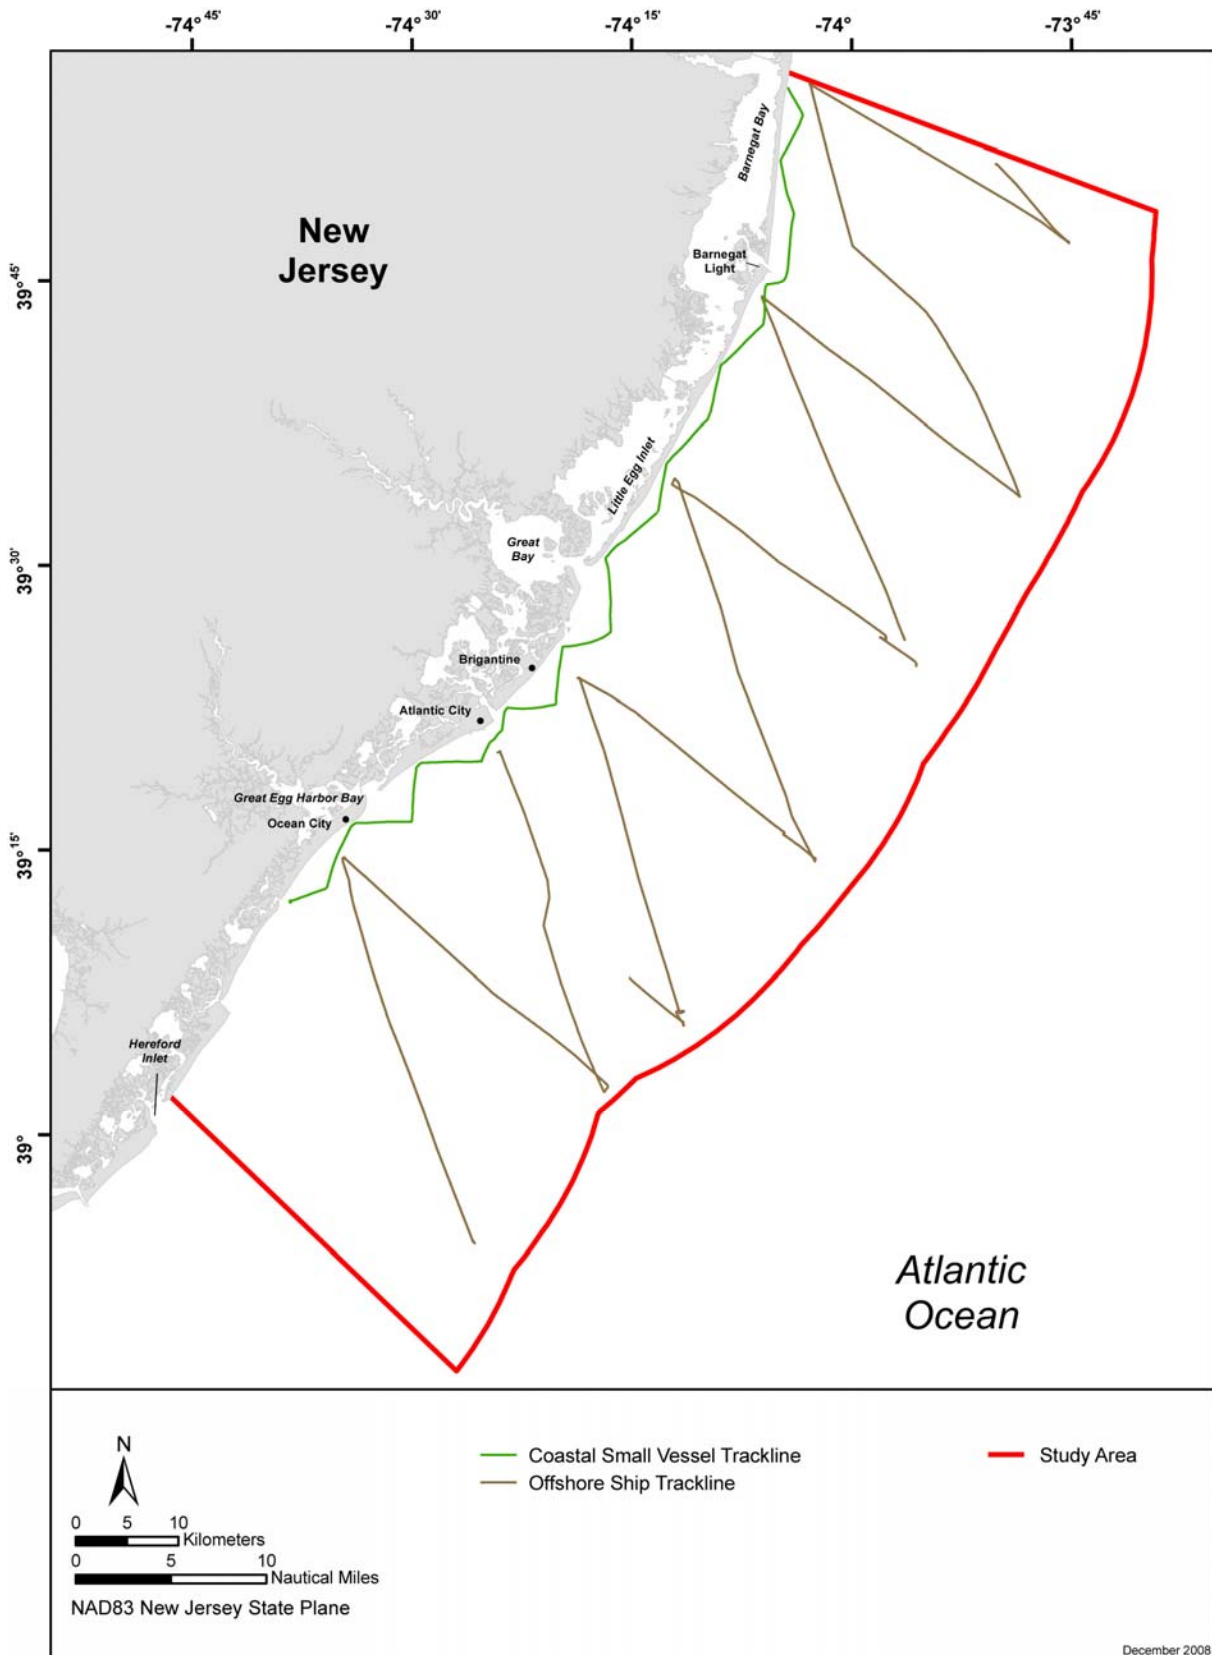 -74° 45'
-74° 30'
-74° 15'
-74°
-73° 45'
39° 45'
39° 30'
39° 15'
39°
New
Jersey
Barnegat Bay
Barnegat
Light
Little Egg Inlet
Great
Bay
Brigantine
Atlantic City
Great Egg Harbor Bay
Ocean City
Hereford
Inlet
Atlantic
Ocean
N
0 5 10
Kilometers
0 5 10
Nautical Miles
NAD83 New Jersey State Plane
Coastal Small Vessel Trackline
Offshore Ship Trackline
Study Area
December 2008